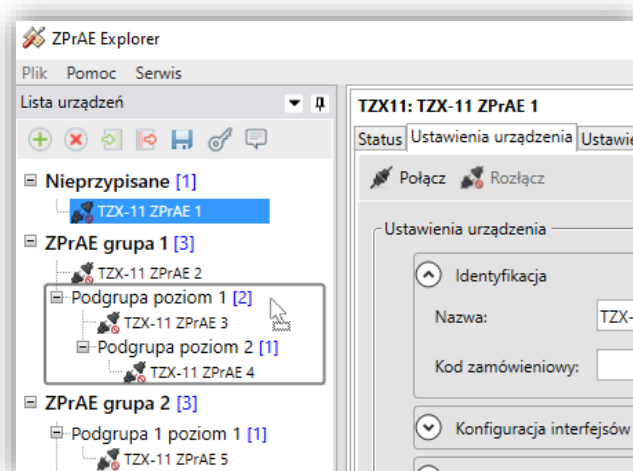 ZPrAE Explorer
Plik Pomoc Serwis
Lista urządzeń
Nieprzypisane [1]
TZX-11 ZPrAE 1
ZPrAE grupa 1 [3]
TZX-11 ZPrAE 2
Podgrupa poziom 1 [2]
TZX-11 ZPrAE 3
Podgrupa poziom 2 [1]
TZX-11 ZPrAE 4
ZPrAE grupa 2 [3]
Podgrupa 1 poziom 1 [1]
TZX-11 ZPrAE 5
TZX11: TZX-11 ZPrAE 1
Status Ustawienia urządzenia Ustawie
Połącz Rozłącz
Ustawienia urządzenia
Identyfikacja
Nazwa: TZX-
Kod zamówieniowy:
Konfiguracja interfejsów